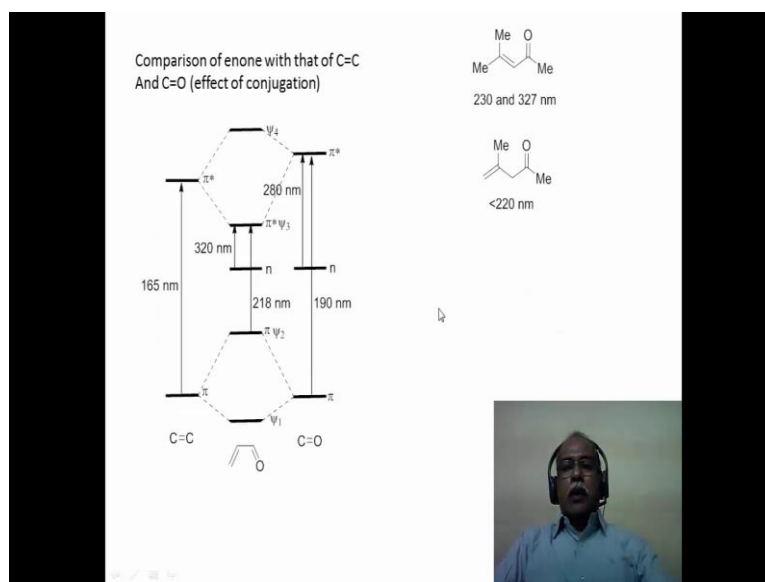 Comparison of enone with that of C=C
And C=O (effect of conjugation)
Me O
Me Me
230 and 327 nm
Me O
Me
<220 nm
Ψ4
π*
π*
280 nm
π* Ψ3
320 nm
n
n
165 nm
218 nm
190 nm
π Ψ2
π
π
Ψ1
C=C
C=O
O